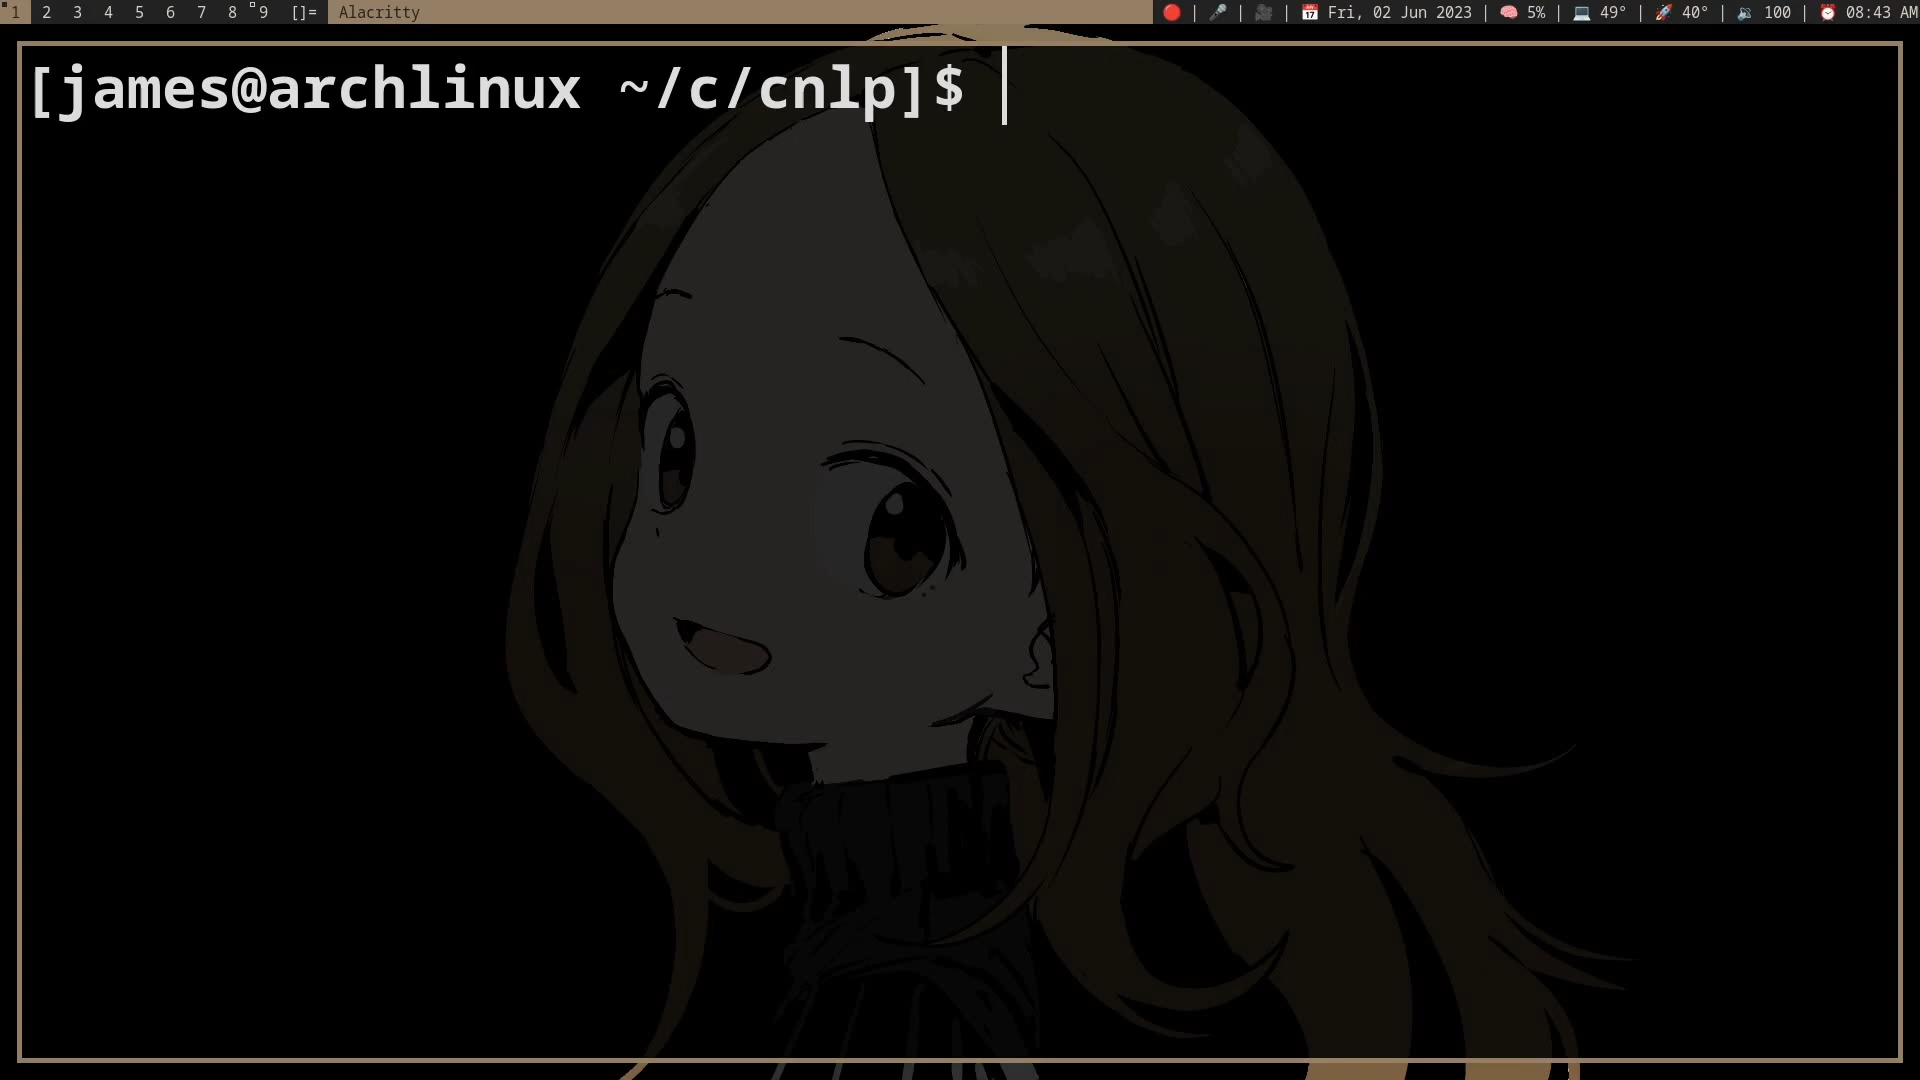 1 2 3 4 5 6 7 8 9 []= Alacritty 🔴 | 🎤 | 🎥 | 📅 Fri, 02 Jun 2023 | 🧠 5% | 💻 49° | 🚀 40° | 🔉 100 | ⏰ 08:43 AM
[james@archlinux ~/c/cnlp]$